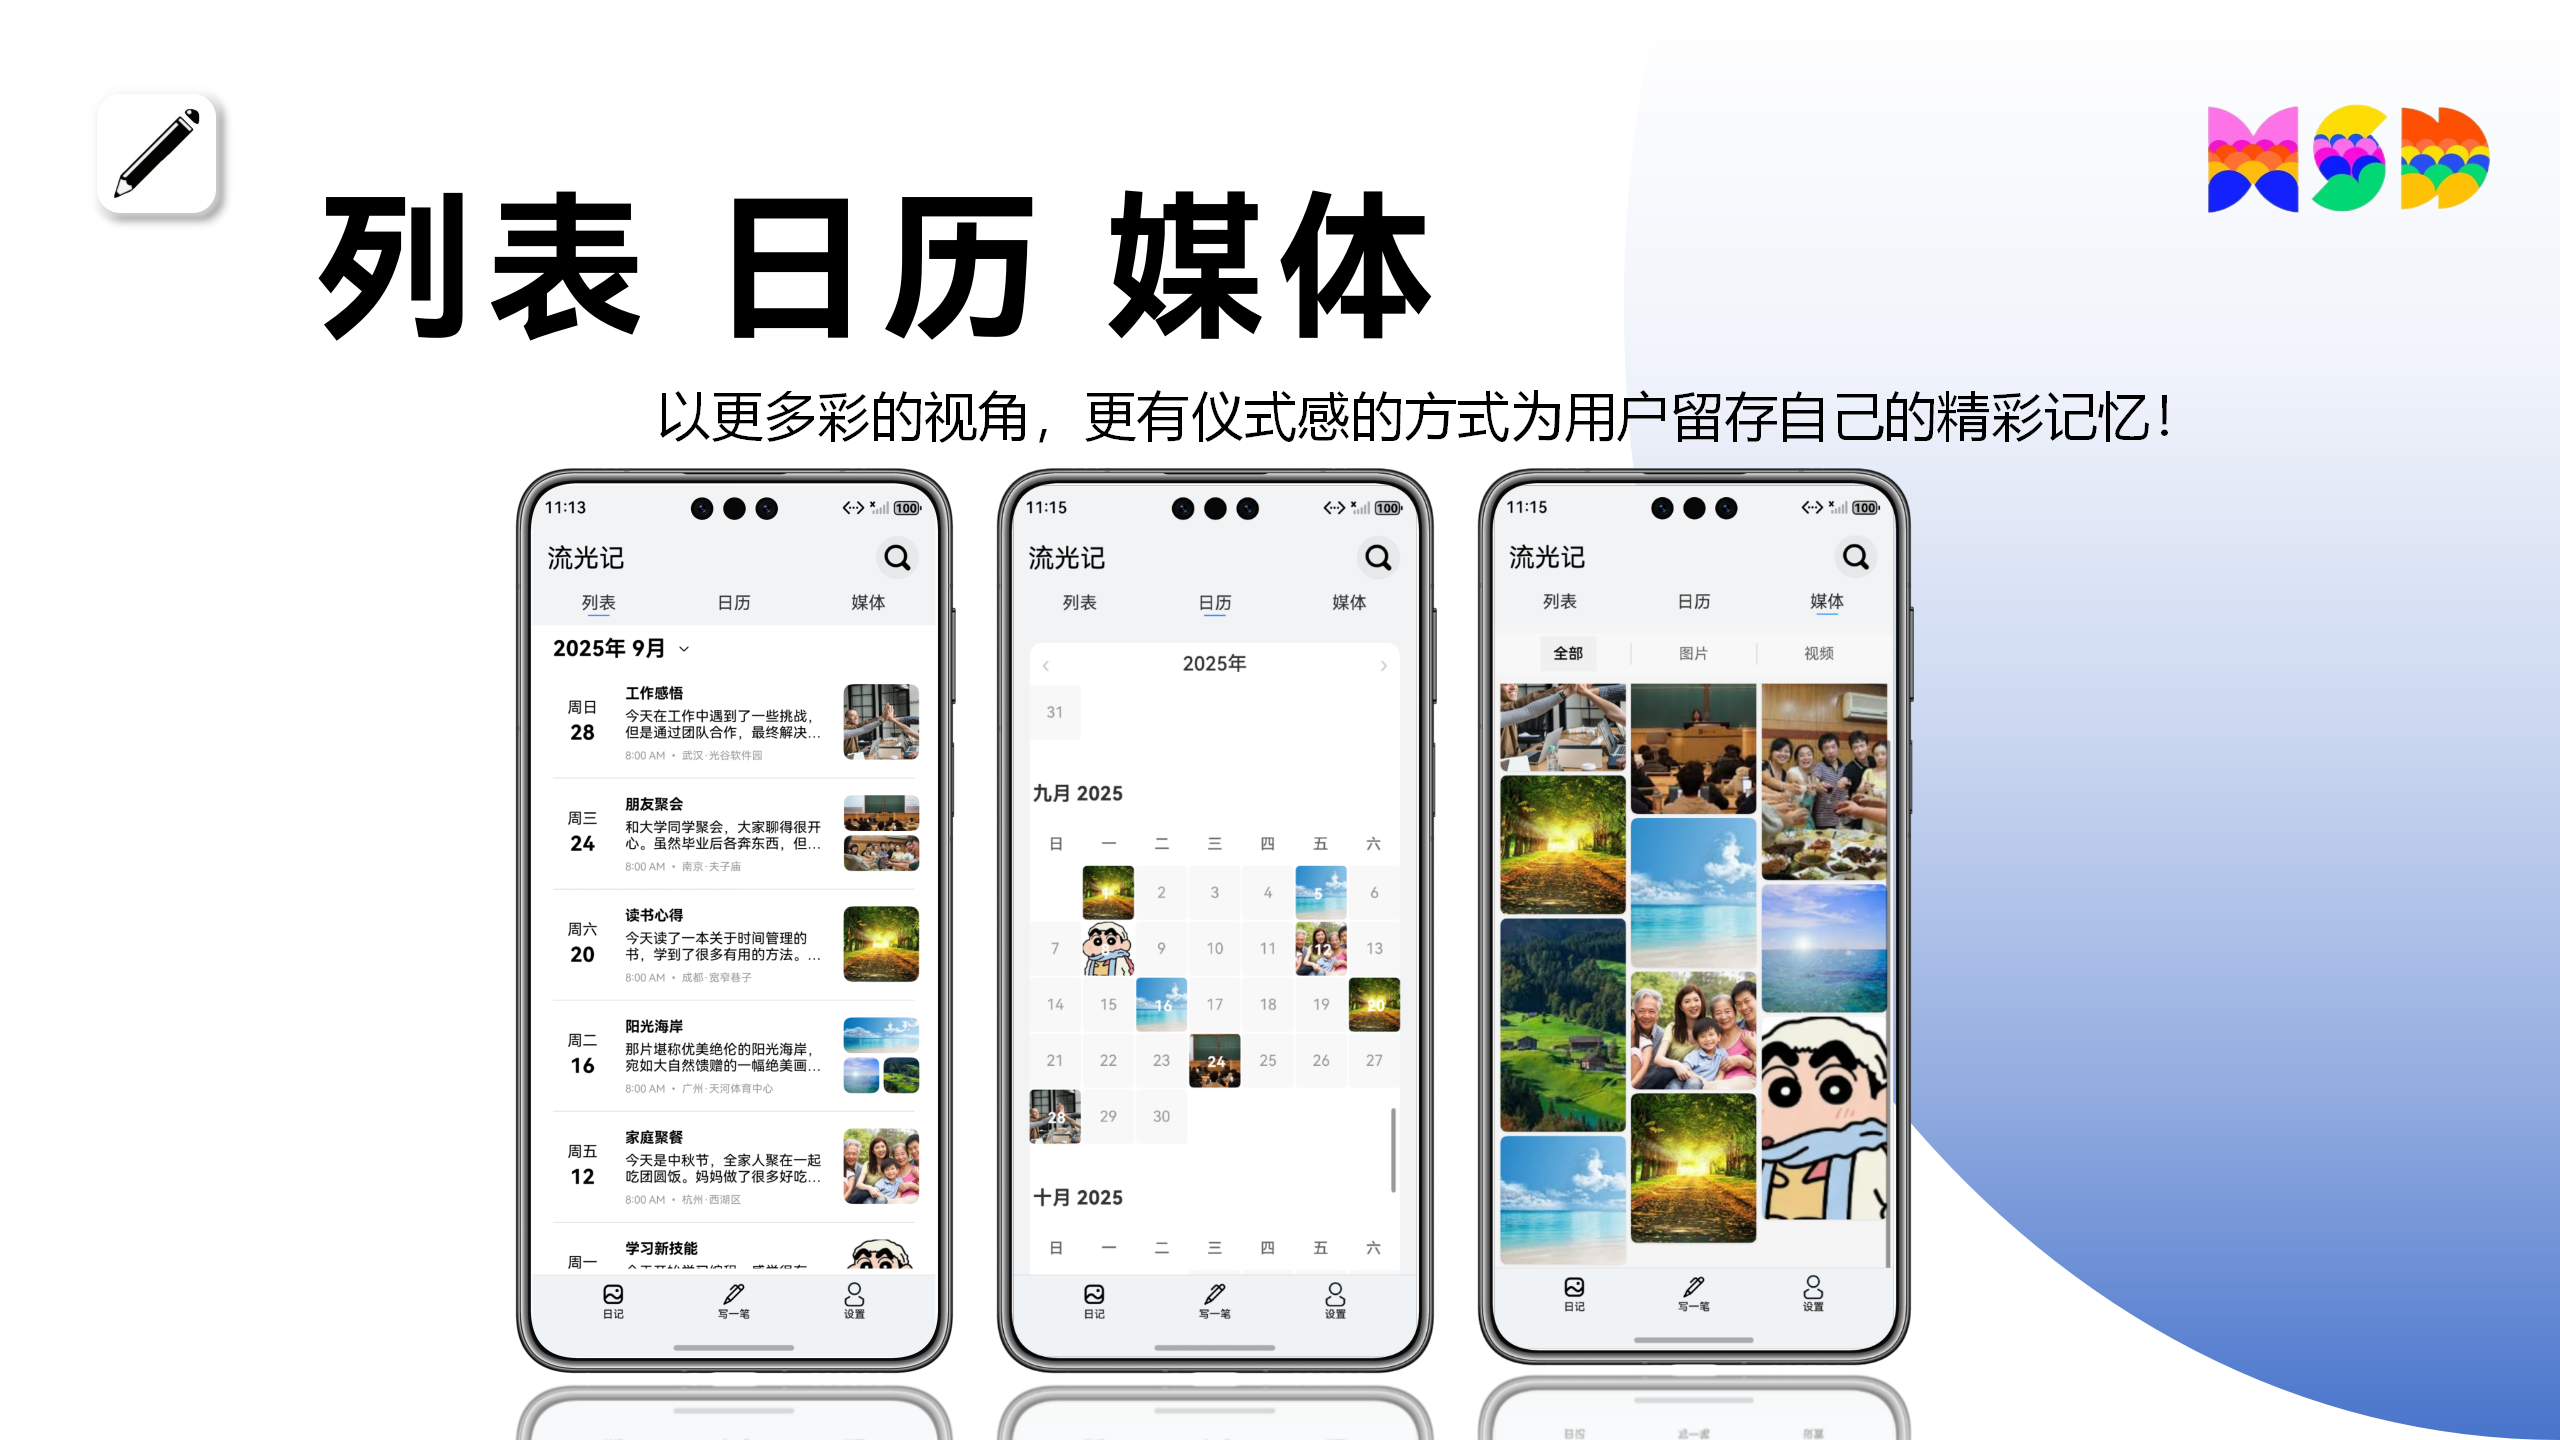 HSD
列表 日历 媒体
以更多彩的视角，更有仪式感的方式为用户留存自己的精彩记忆！
11:13
100
流光记
列表 日历 媒体
2025年 9月
周日
28
工作感悟
今天在工作中遇到了一些挑战，
但是通过团队合作，最终解决...
8:00 AM • 武汉·光谷软件园
周三
24
朋友聚会
和大学同学聚会，大家聊得很开
心。虽然毕业后各奔东西，但...
8:00 AM • 南京·夫子庙
周六
20
读书心得
今天读了一本关于时间管理的
书，学到了很多有用的方法。...
8:00 AM • 成都·宽窄巷子
周二
16
阳光海岸
那片堪称优美绝伦的阳光海岸，
宛如大自然馈赠的一幅绝美画...
8:00 AM • 广州·天河体育中心
周五
12
家庭聚餐
今天是中秋节，全家人聚在一起
吃团圆饭。妈妈做了很多好吃...
8:00 AM • 杭州·西湖区
周一
学习新技能
日记 写一笔 设置
11:15
100
流光记
列表 日历 媒体
2025年
31
九月 2025
日 一 二 三 四 五 六
1 2 3 4 5 6
7 9 10 11 12 13
14 15 16 17 18 19 20
21 22 23 24 25 26 27
28 29 30
十月 2025
日 一 二 三 四 五 六
日记 写一笔 设置
11:15
100
流光记
列表 日历 媒体
全部 图片 视频
日记 写一笔 设置